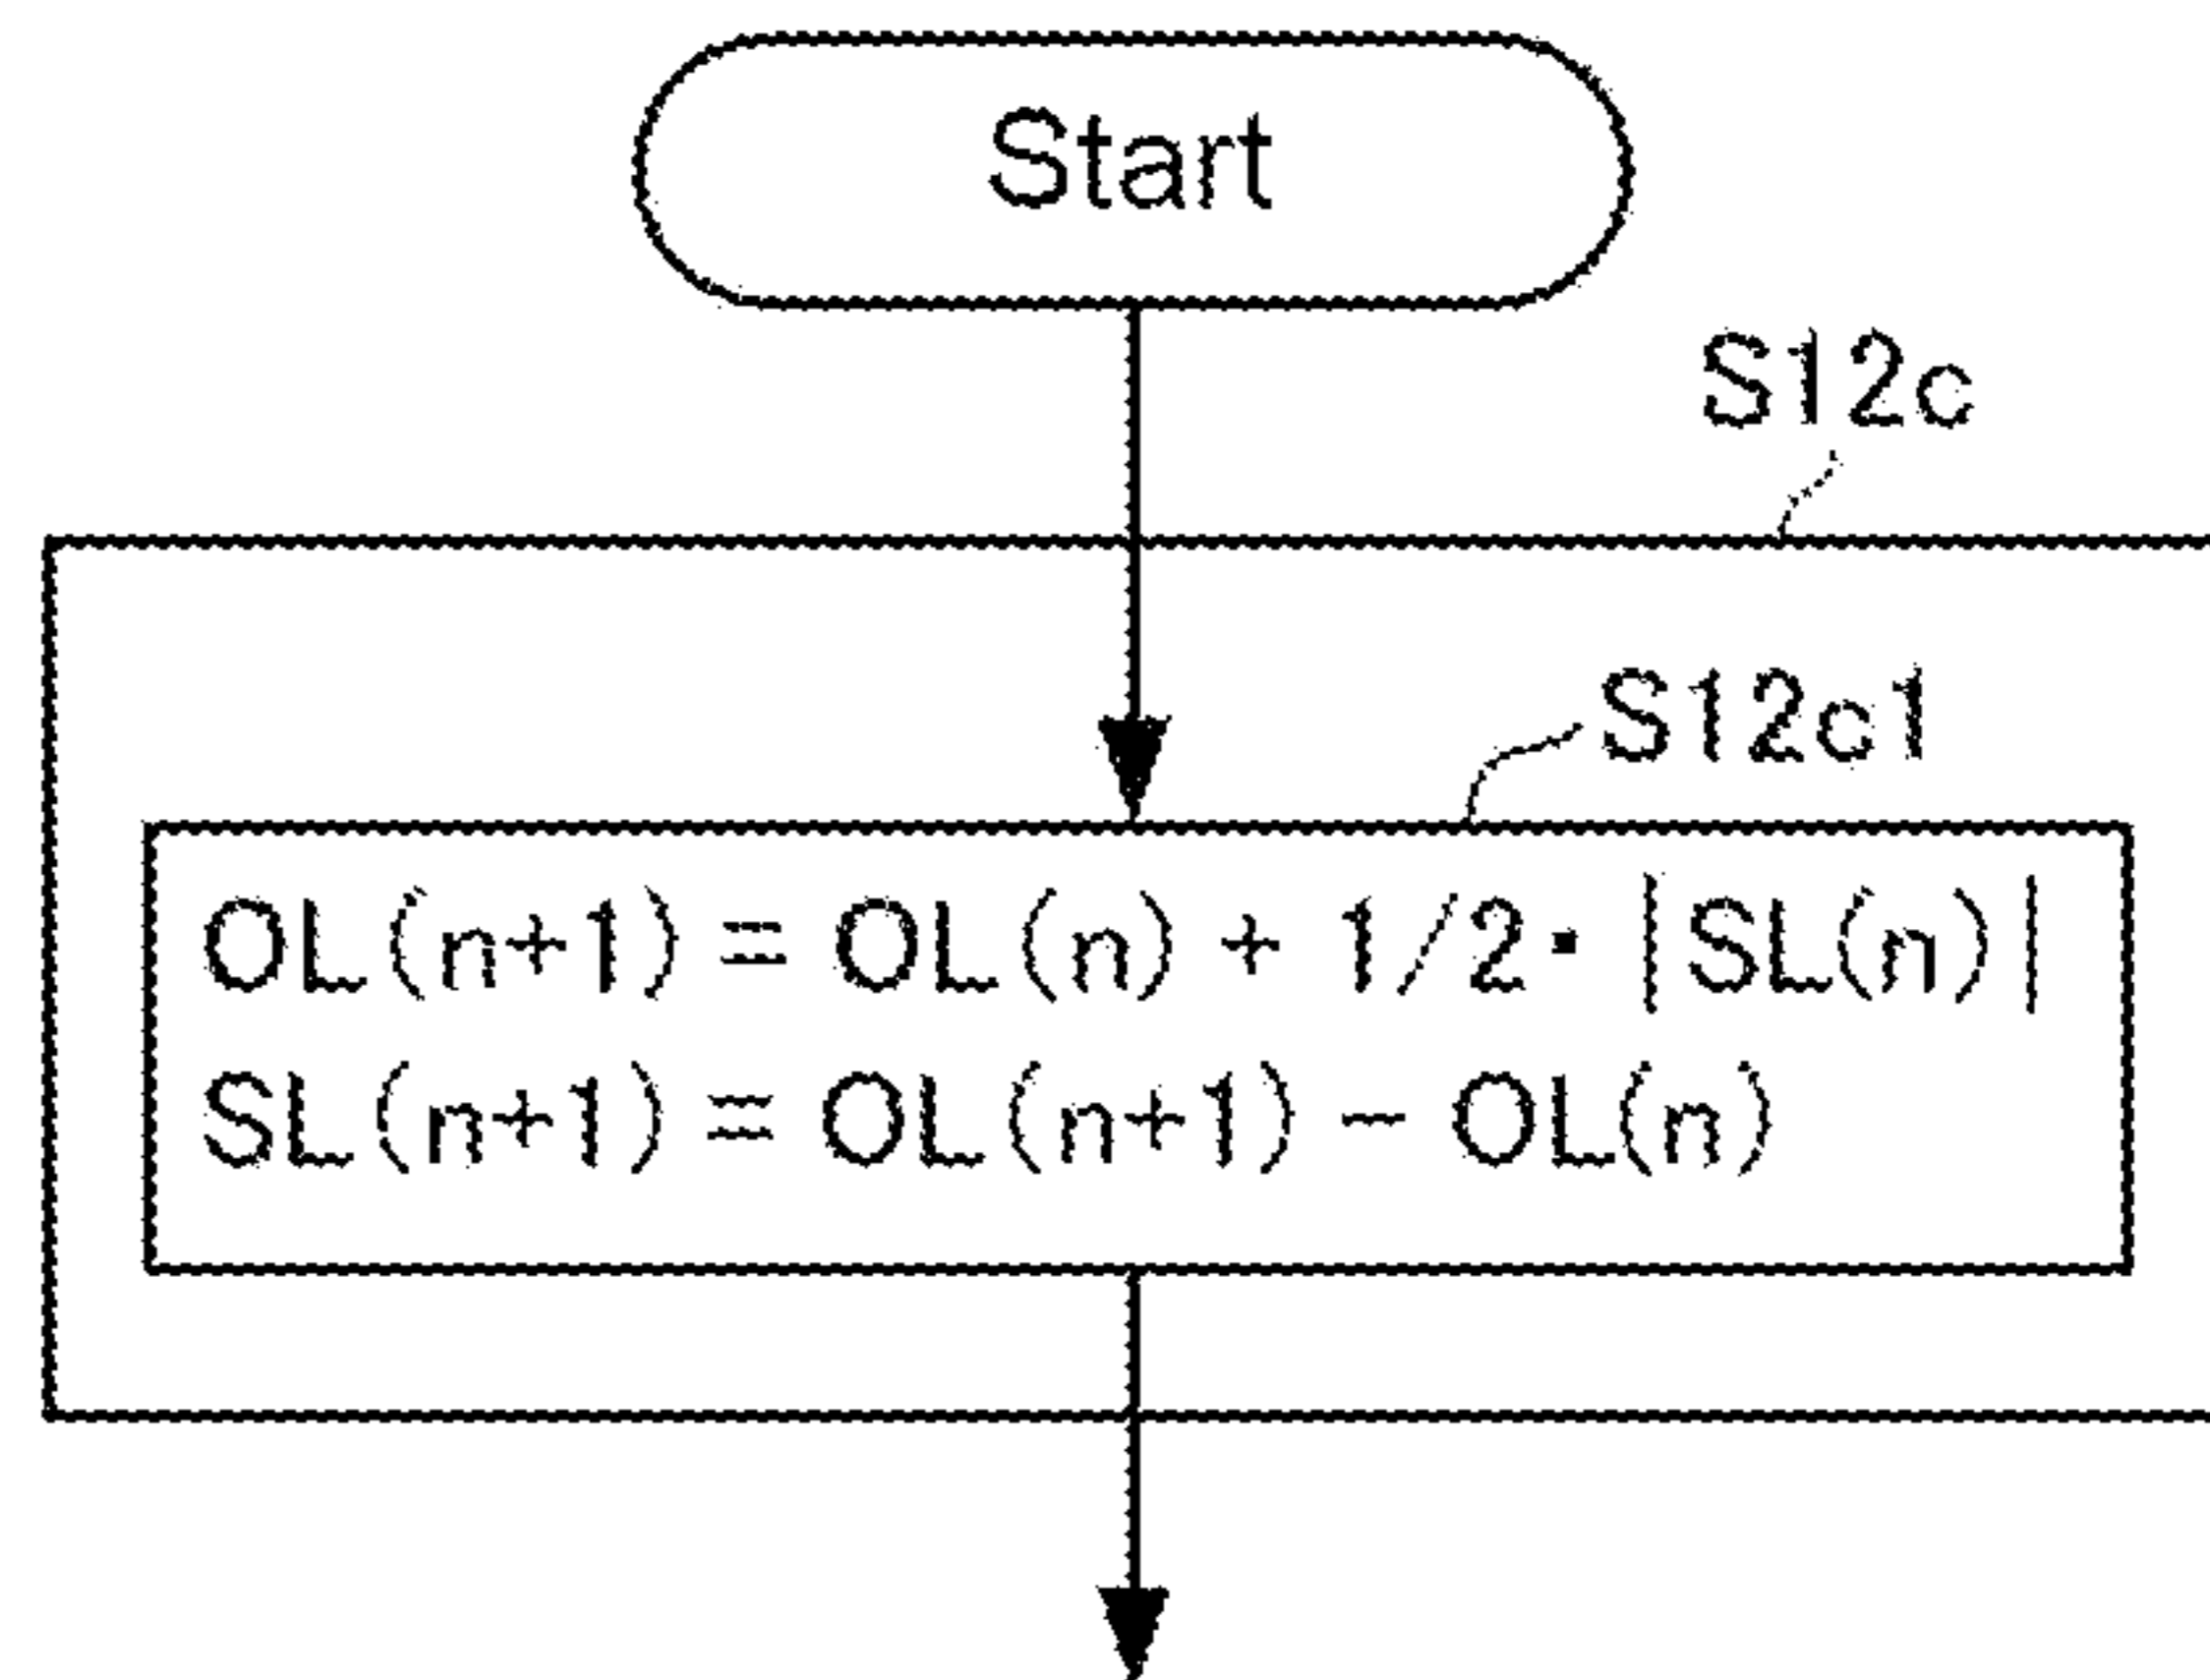 Start
S12c
S12c1
OL(n+1) = OL(n) + 1/2・|SL(n)|
SL(n+1) = OL(n+1) - OL(n)